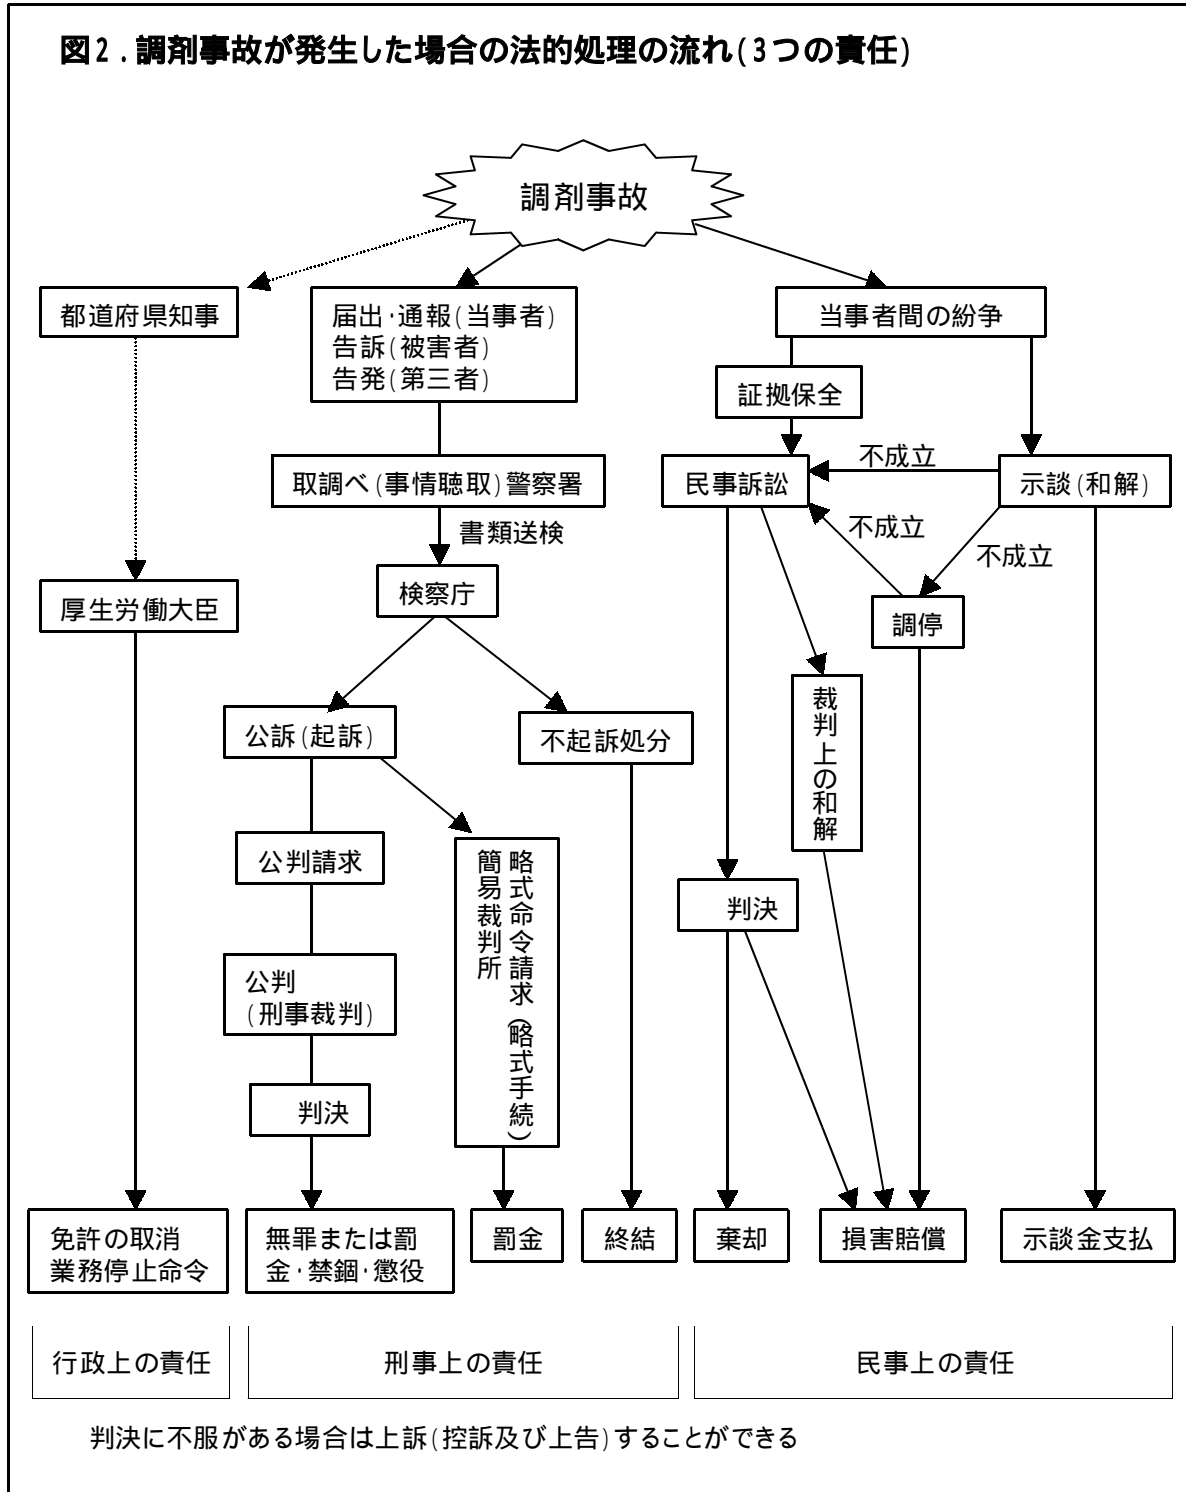 図2．調剤事故が発生した場合の法的処理の流れ(3つの責任)
調剤事故
都道府県知事
届出・通報(当事者)
告訴(被害者)
告発(第三者)
当事者間の紛争
証拠保全
取調べ(事情聴取)警察署
民事訴訟
不成立
示談(和解)
書類送検
不成立
不成立
厚生労働大臣
検察庁
調停
公訴(起訴)
不起訴処分
裁判上の和解
公判請求
略式命令請求(略式手続)
簡易裁判所
判決
公判
(刑事裁判)
判決
免許の取消
業務停止命令
無罪または罰
金・禁錮・懲役
罰金
終結
棄却
損害賠償
示談金支払
行政上の責任
刑事上の責任
民事上の責任
判決に不服がある場合は上訴(控訴及び上告)することができる